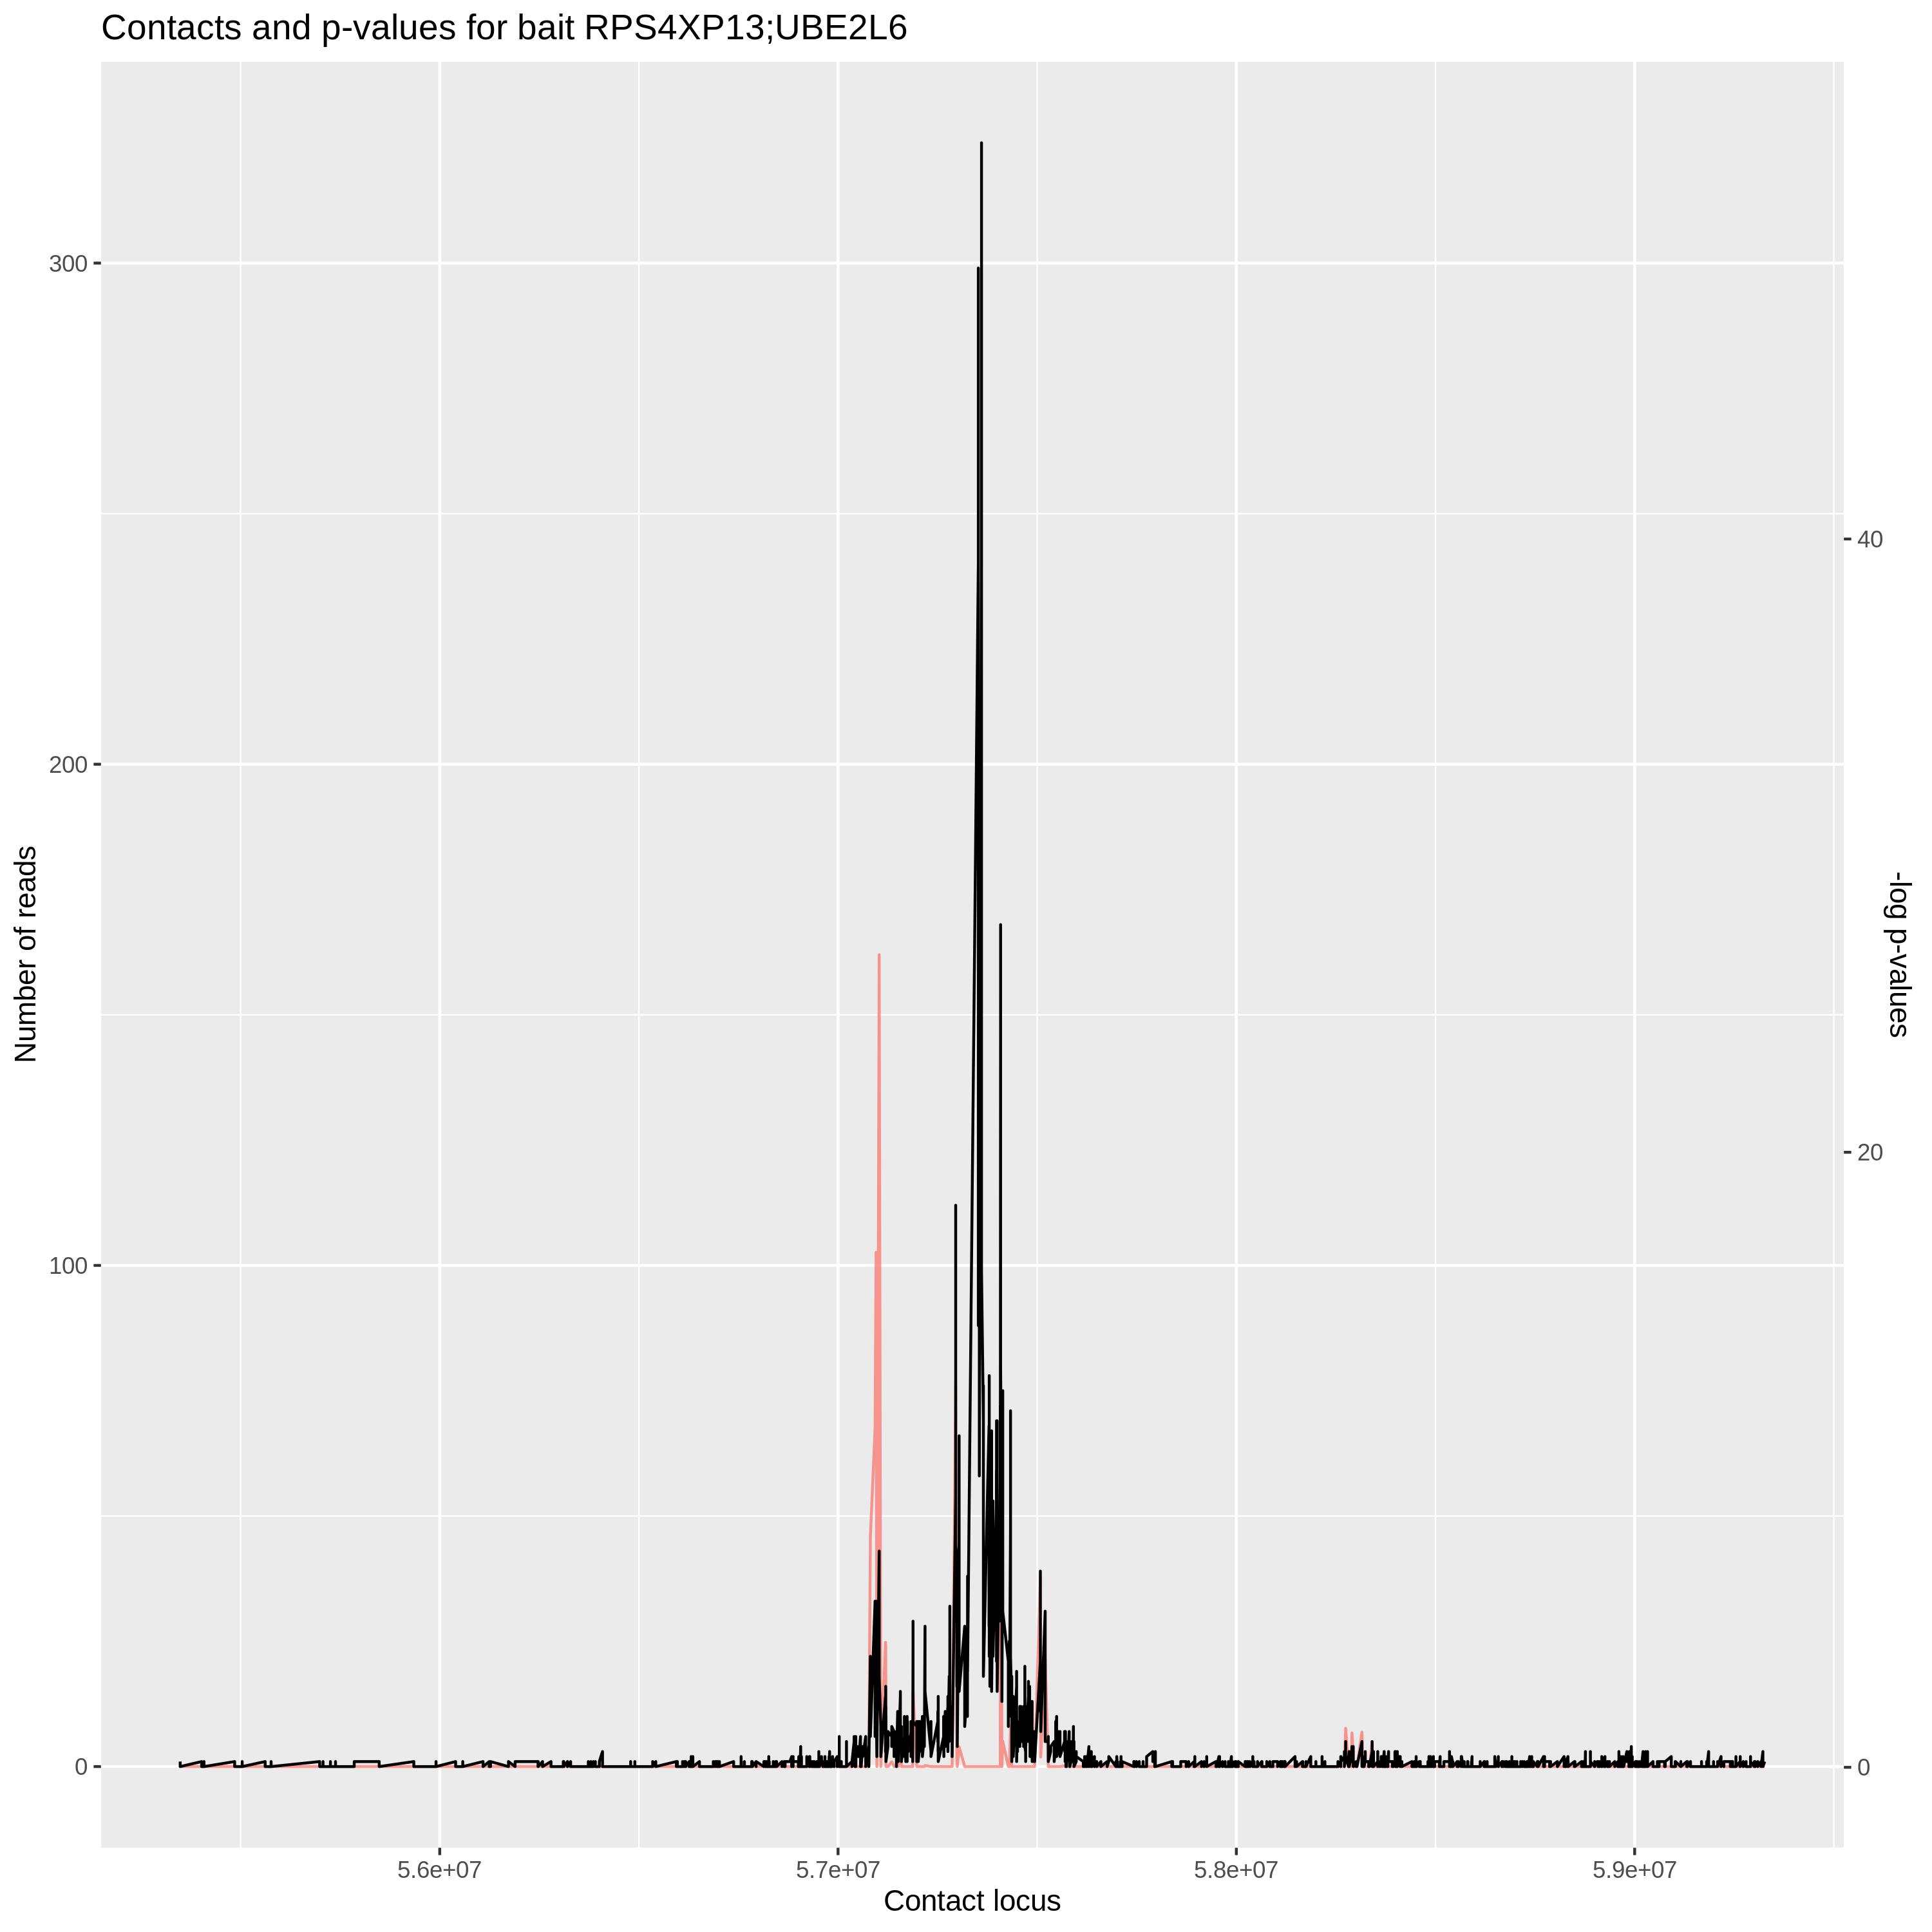 Contacts and p-values for bait RPS4XP13;UBE2L6
300
200
100
0
Number of reads
40
20
0
-log p-values
5.6e+07
5.7e+07
5.8e+07
5.9e+07
Contact locus